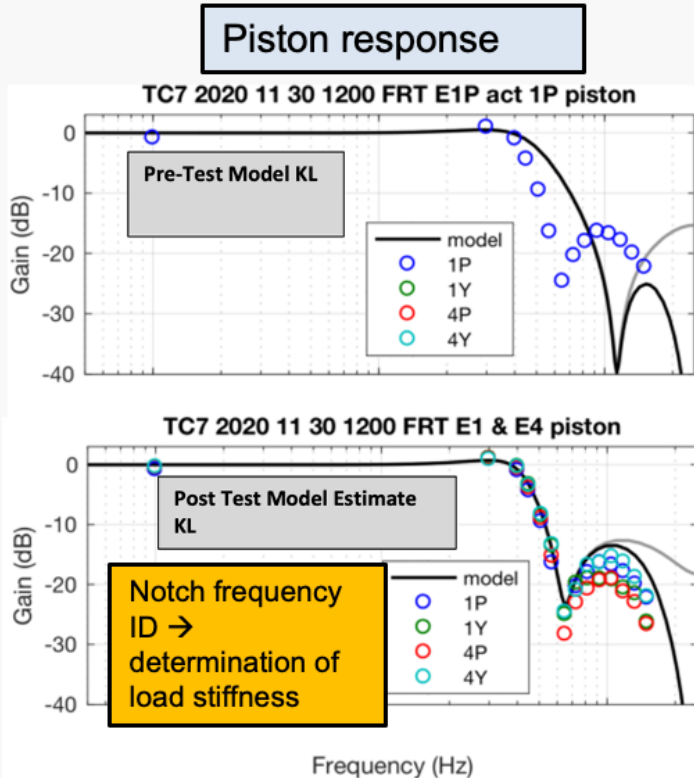 Piston response
TC7 2020 11 30 1200 FRT E1P act 1P piston
0
-10
-20
-30
-40
Gain (dB)
Pre-Test Model KL
model
1P
1Y
4P
4Y
TC7 2020 11 30 1200 FRT E1 & E4 piston
0
-10
-20
-30
-40
Gain (dB)
Post Test Model Estimate
KL
Notch frequency
ID →
determination of
load stiffness
model
1P
1Y
4P
4Y
Frequency (Hz)